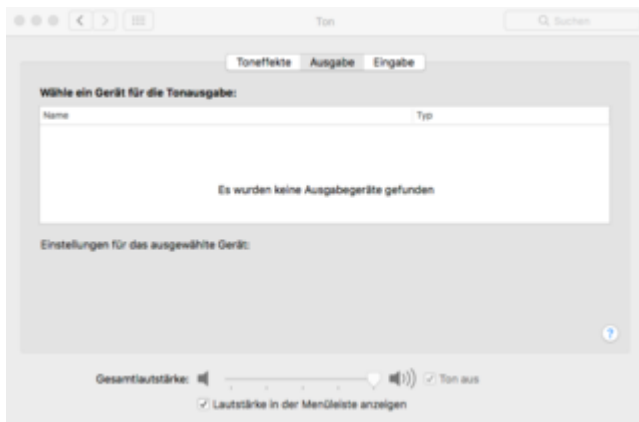 Ton
Suchen
Toneffekte Ausgabe Eingabe
Wähle ein Gerät für die Tonausgabe:
Name Typ
Es wurden keine Ausgabegeräte gefunden
Einstellungen für das ausgewählte Gerät:
?
Gesamtlautstärke: Ton aus
Lautstärke in der Menüleiste anzeigen